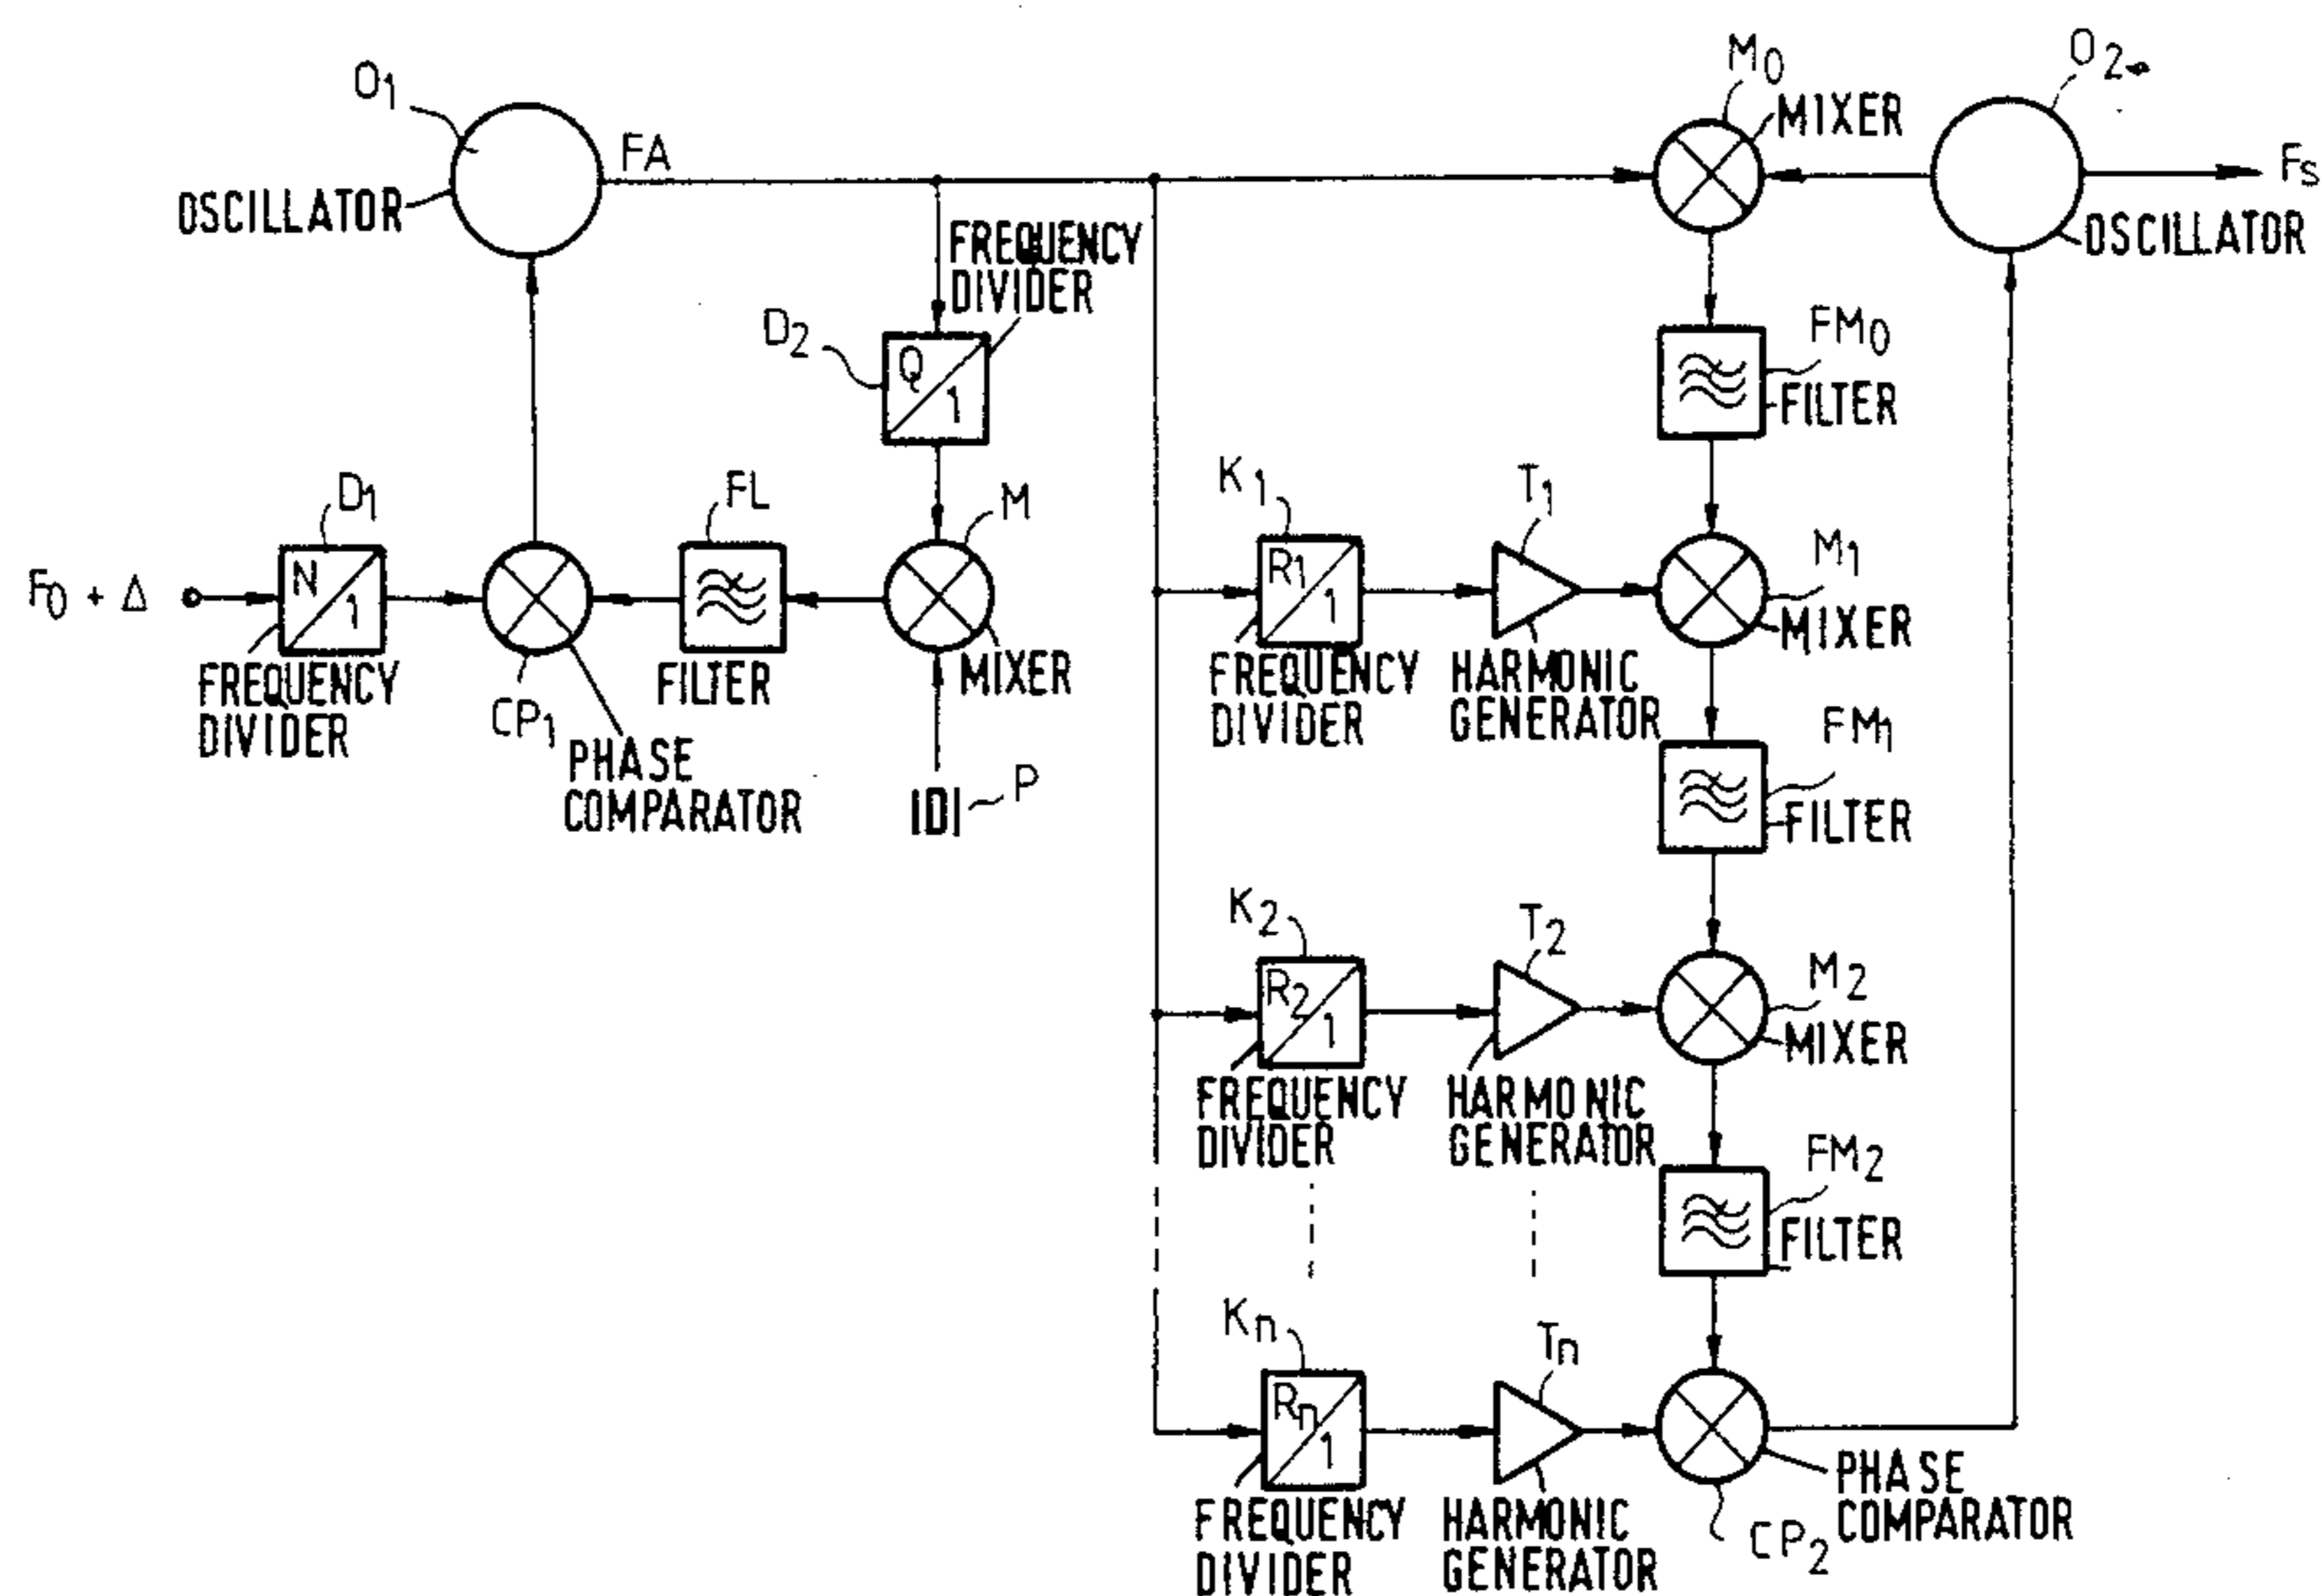 O1
OSCILLATOR
FA
M0
MIXER
O2
OSCILLATOR
Fs
FREQUENCY
DIVIDER
D2
Q
1
FM0
FILTER
F0 + Δ
D1
N
1
FREQUENCY
DIVIDER
CP1
PHASE
COMPARATOR
FL
FILTER
M
MIXER
P
K1
R1
1
FREQUENCY
DIVIDER
T1
HARMONIC
GENERATOR
M1
MIXER
FM1
FILTER
K2
R2
1
FREQUENCY
DIVIDER
T2
HARMONIC
GENERATOR
M2
MIXER
FM2
FILTER
Kn
Rn
1
FREQUENCY
DIVIDER
Tn
HARMONIC
GENERATOR
PHASE
COMPARATOR
CP2